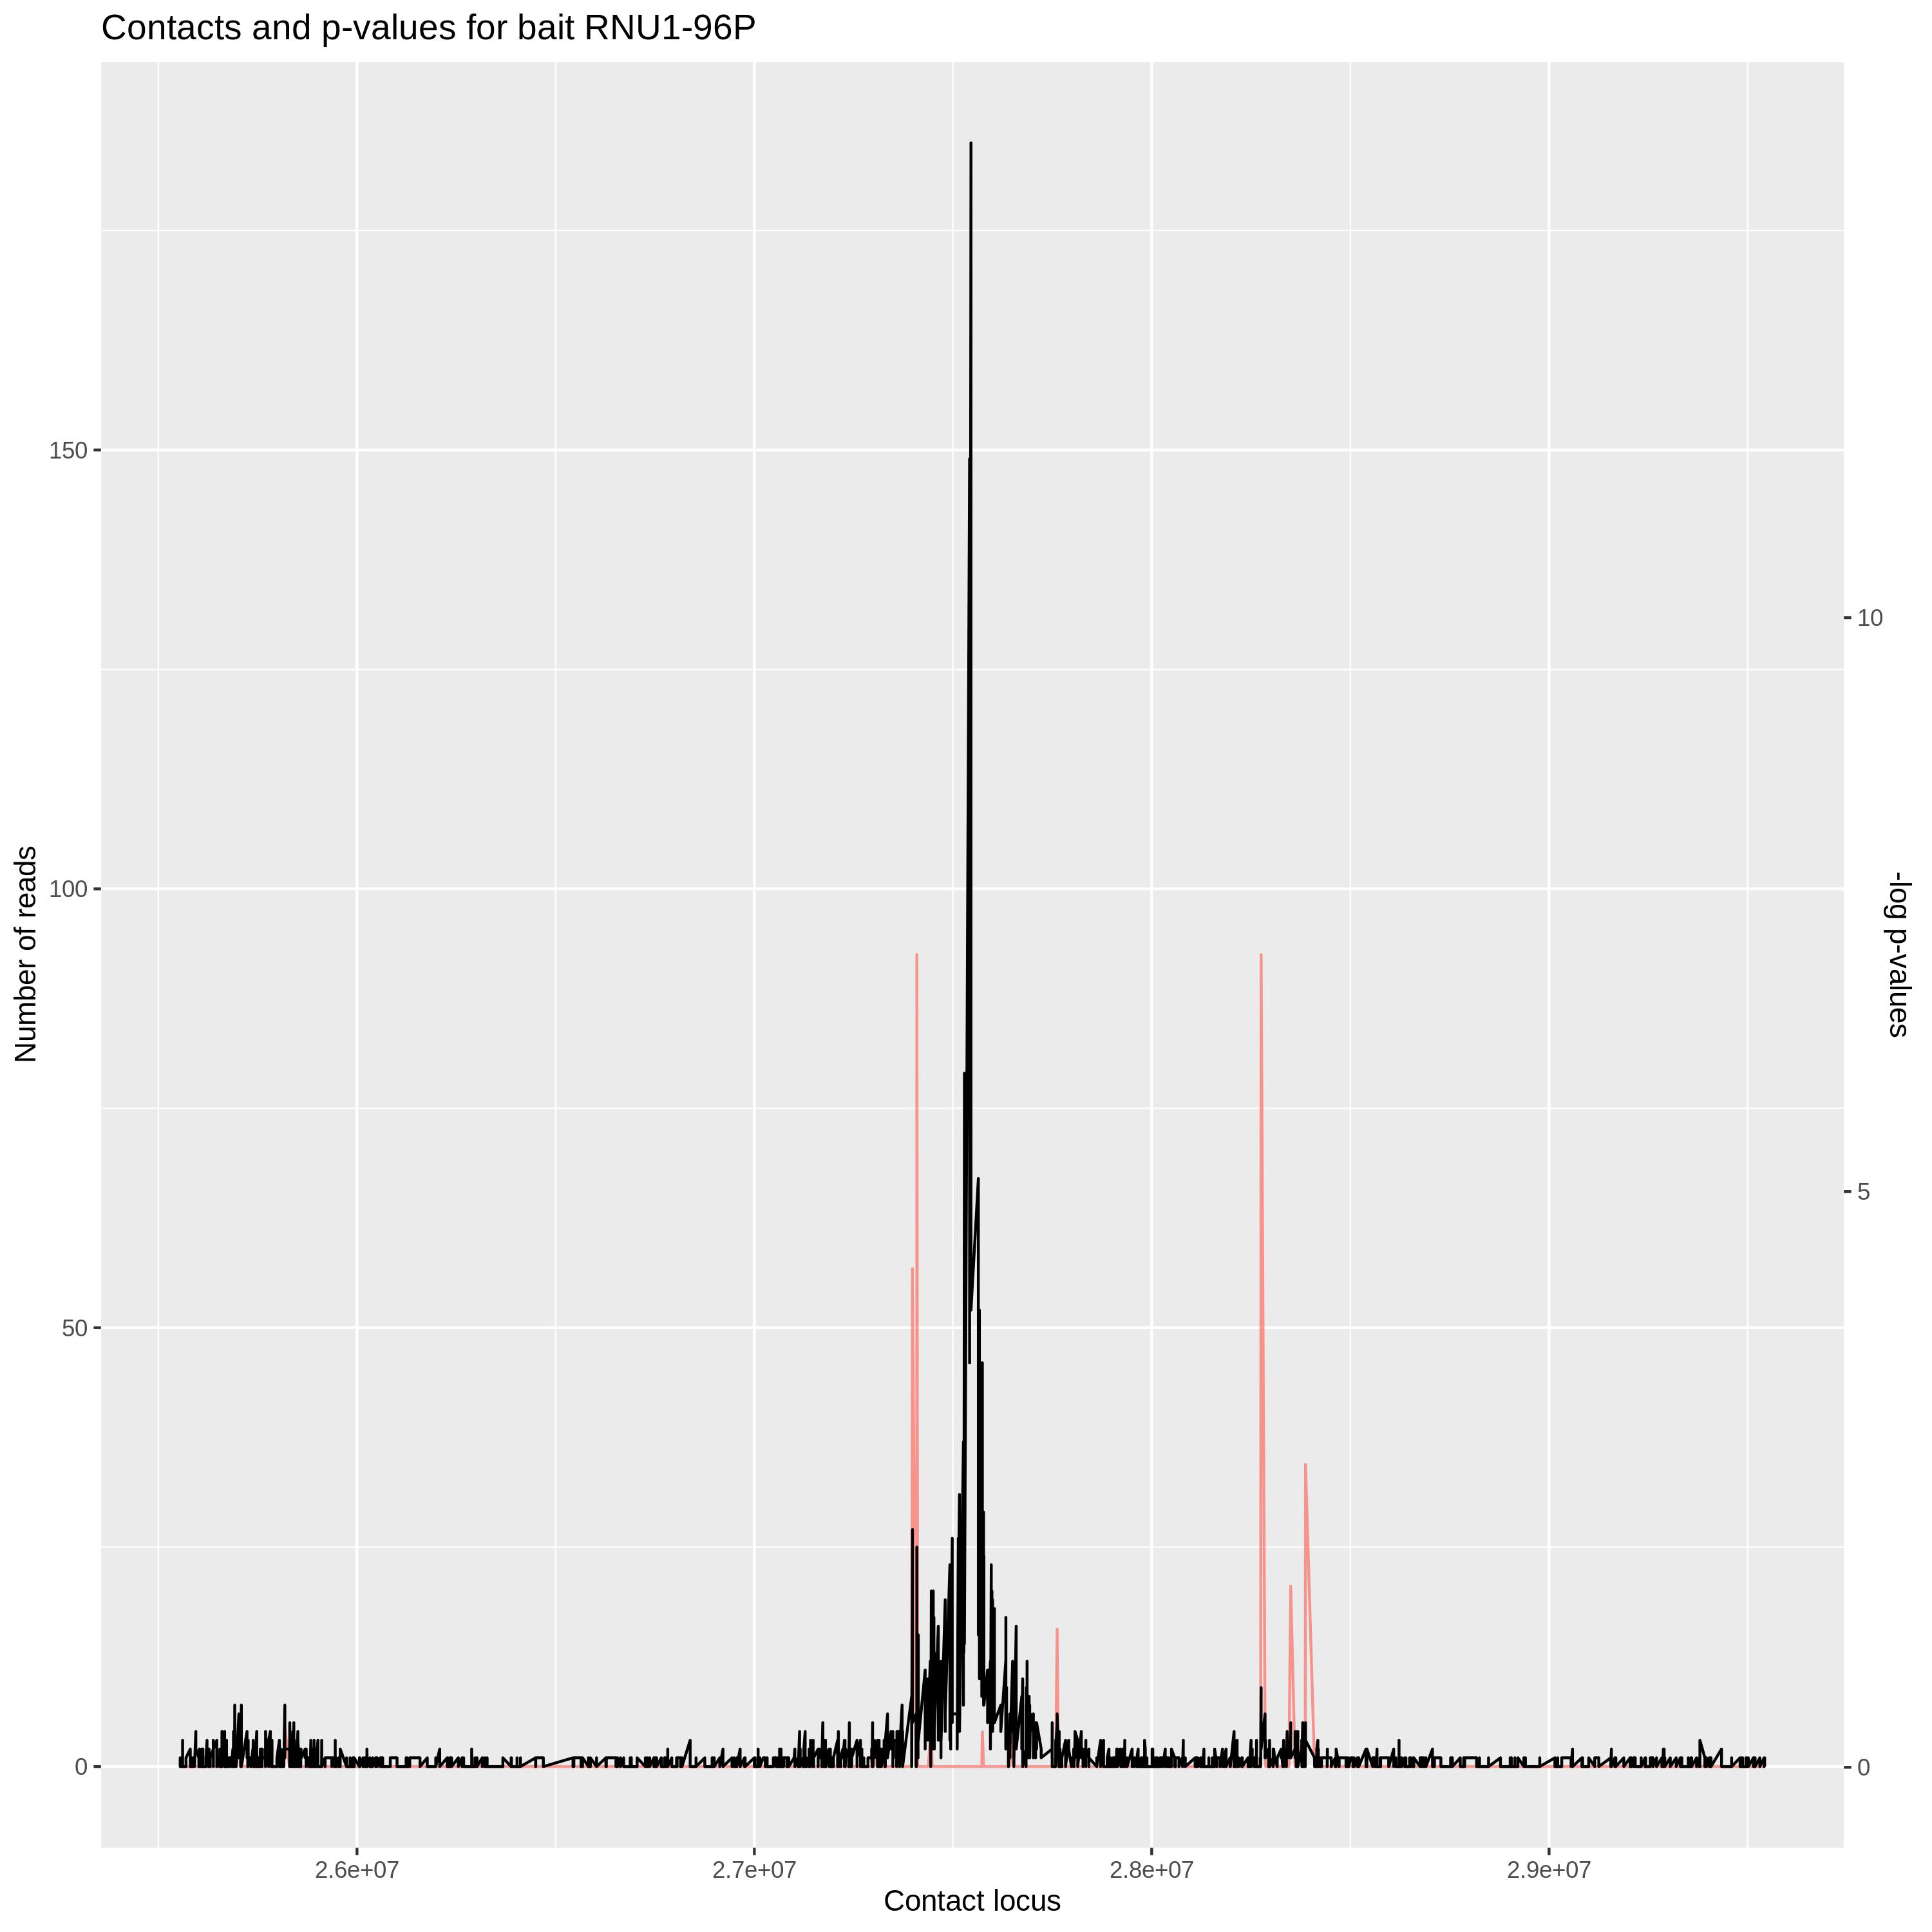 Contacts and p-values for bait RNU1-96P
150
100
50
0
Number of reads
10
5
0
-log p-values
2.6e+07
2.7e+07
2.8e+07
2.9e+07
Contact locus